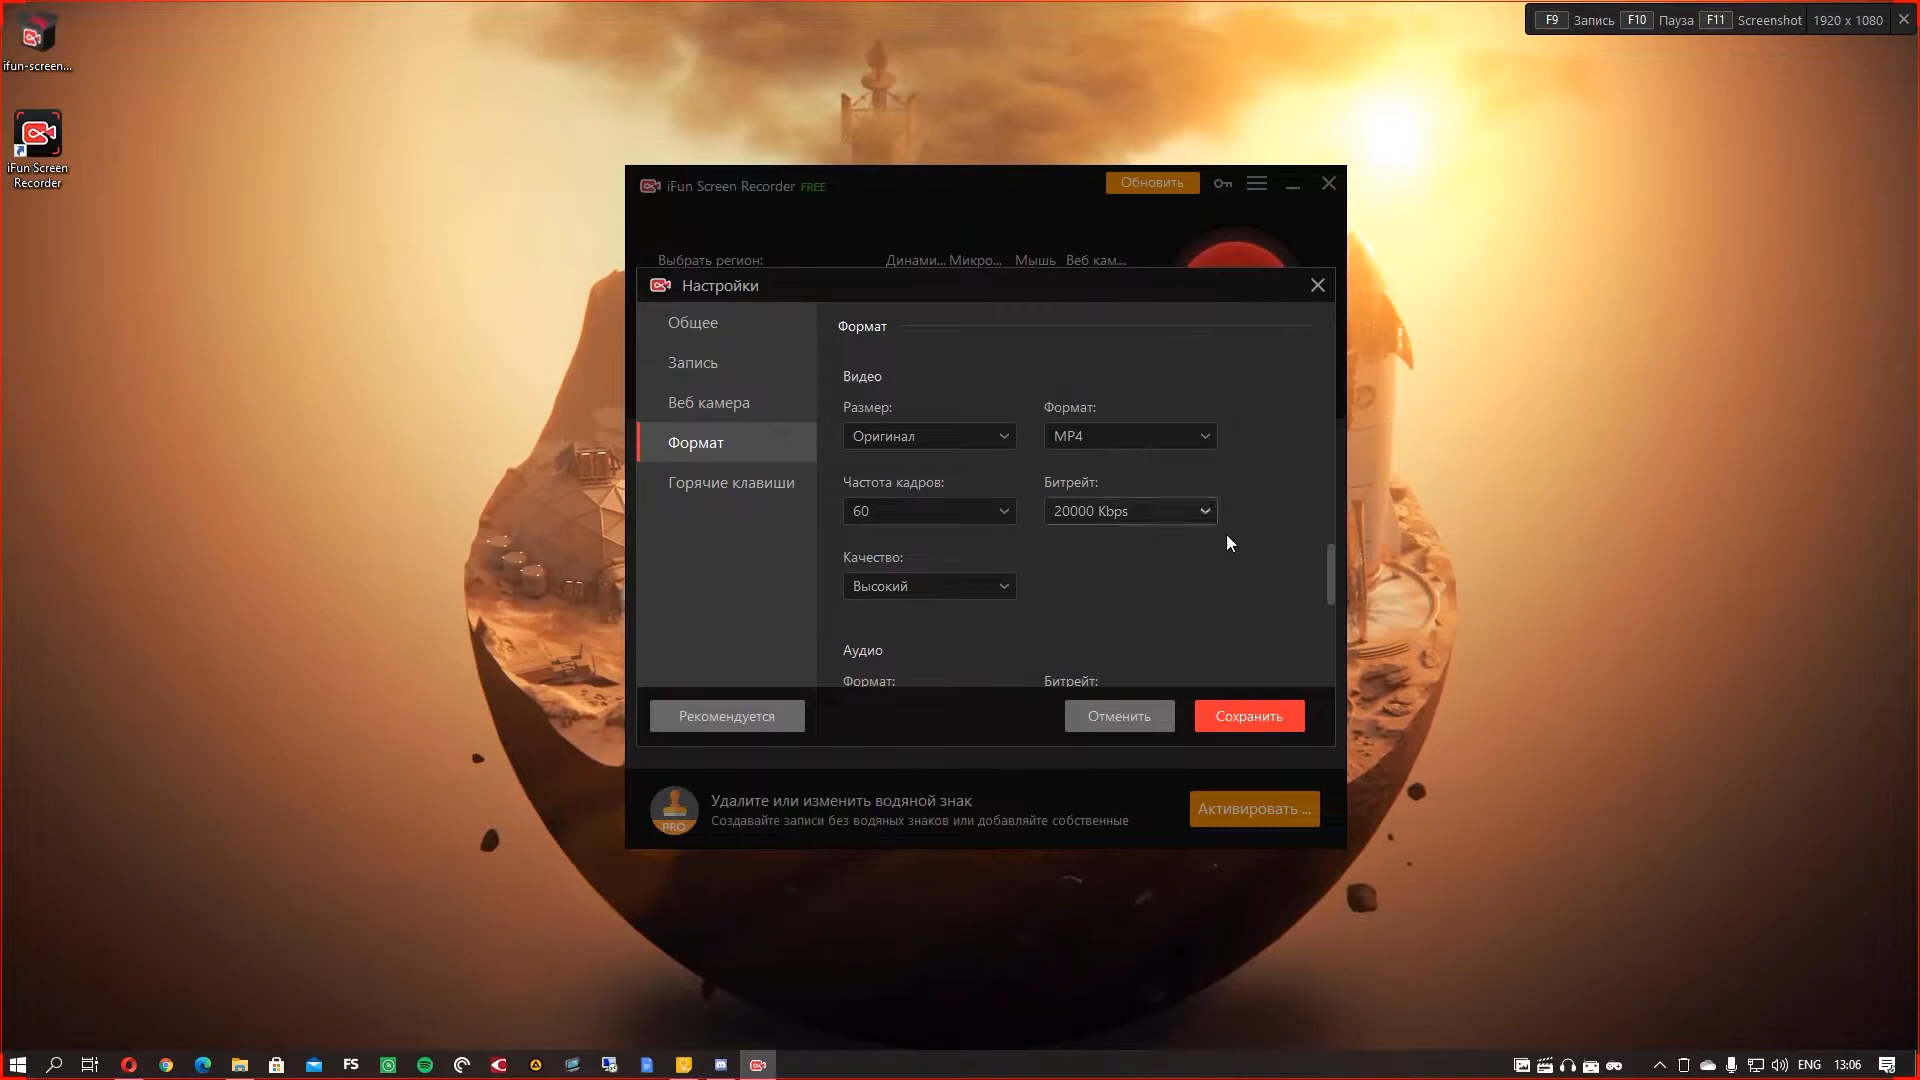 F9 Запись F10 Пауза F11 Screenshot 1920 x 1080
ifun-screen...
iFun Screen
Recorder
iFun Screen Recorder FREE
Обновить
Выбрать регион:
Динами... Микро... Мышь Веб кам...
Настройки
Общее
Запись
Веб камера
Формат
Горячие клавиши
Формат
Видео
Размер: Формат:
Оригинал MP4
Частота кадров: Битрейт:
60 20000 Kbps
Качество:
Высокий
Аудио
Формат: Битрейт:
Рекомендуется Отменить Сохранить
PRO
Удалите или изменить водяной знак
Создавайте записи без водяных знаков или добавляйте собственные
Активировать ...
FS
ENG 13:06